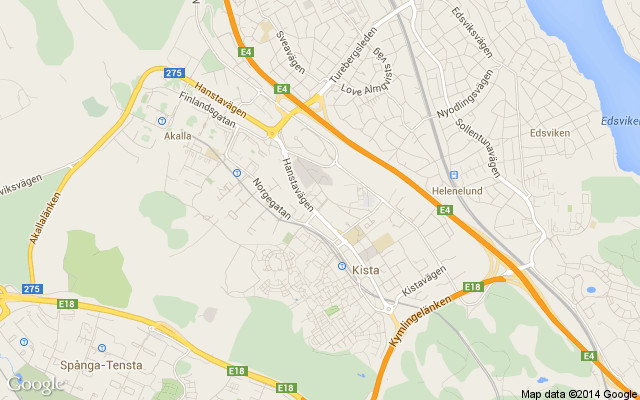 Edsviksvägen
Sveavägen
E4
Turebergsleden
275
Hanstavägen
E4
Love Almqvists väg
Nyodlingsvägen
Finlandsgatan
Sollentunavägen
Edsviken
Akalla
Edsviken
Hanstavägen
viksvägen
Norgegatan
Helenelund
Akallalänken
E4
Kista
Kistavägen
275
E18
E18
Kymlingelänken
E18
Spånga-Tensta
E4
E18
Google
Map data ©2014 Google